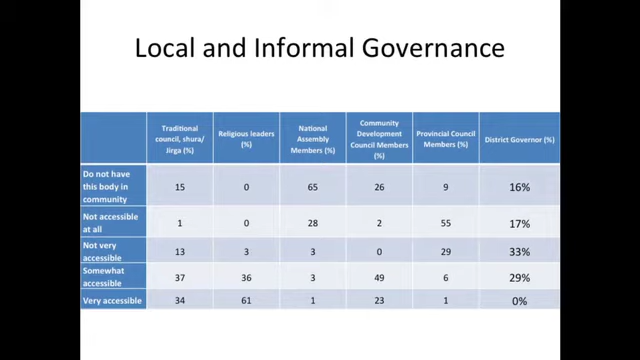 Local and Informal Governance
Traditional council, shura/ Jirga (%) Religious leaders (%) National Assembly Members (%) Community Development Council Members (%) Provincial Council Members (%) District Governor (%)
Do not have this body in community 15 0 65 26 9 16%
Not accessible at all 1 0 28 2 55 17%
Not very accessible 13 3 3 0 29 33%
Somewhat accessible 37 36 3 49 6 29%
Very accessible 34 61 1 23 1 0%